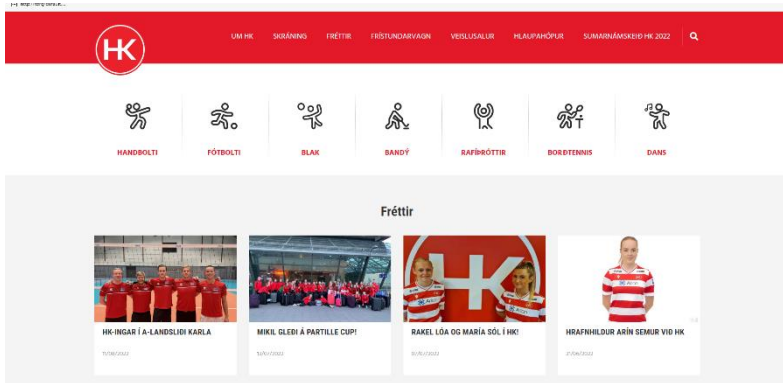 HK
UM HK SKRÁNING FRÉTTIR FRÍSTUNDARVAGN VEISLUSALUR HLAUPAHÓPUR SUMARNÁMSKEIÐ HK 2022
HANDBOLTI FÓTBOLTI BLAK BANDÝ RAFÍÞRÓTTIR BORÐTENNIS DANS
Fréttir
HK-INGAR Í A-LANDSLIÐI KARLA
MIKIL GLEÐI Á PARTILLE CUP!
RAKEL LÓA OG MARÍA SÓL Í HK!
HRAFNHILDUR ARÍN SEMUR VIÐ HK